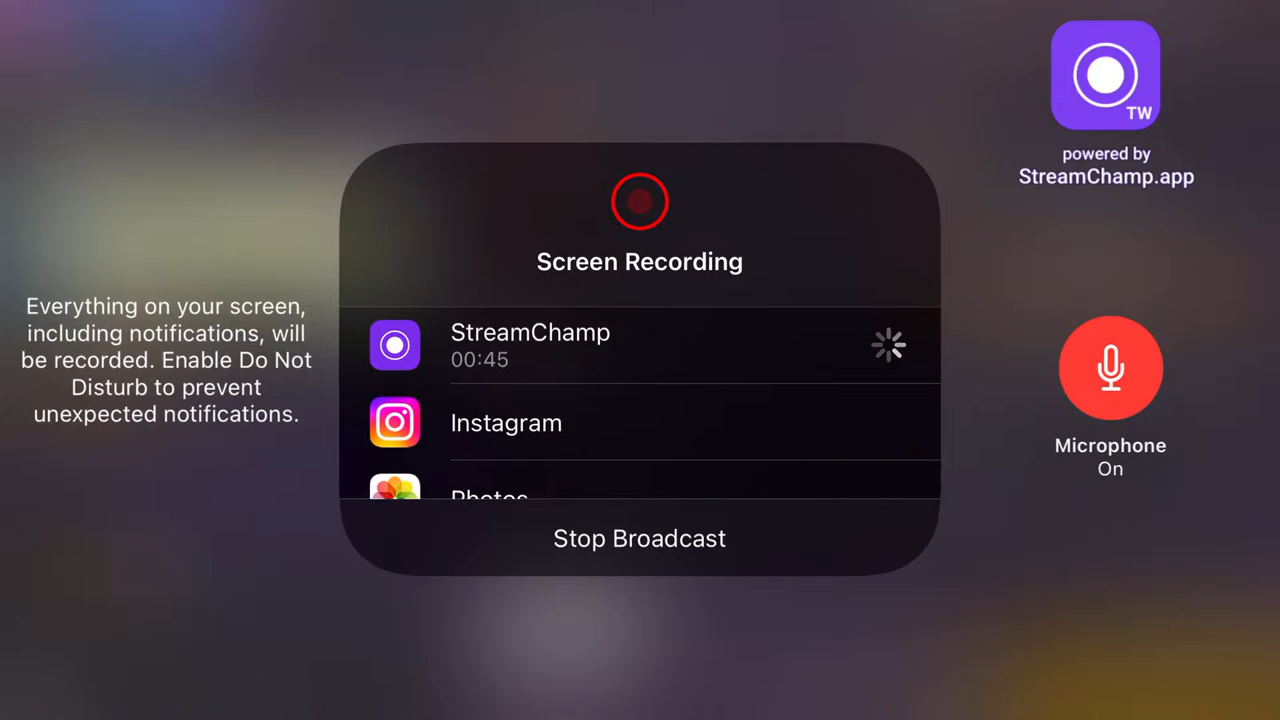 TW
powered by
StreamChamp.app
Screen Recording
Everything on your screen,
including notifications, will
be recorded. Enable Do Not
Disturb to prevent
unexpected notifications.
StreamChamp
00:45
Instagram
Photos
Stop Broadcast
Microphone
On